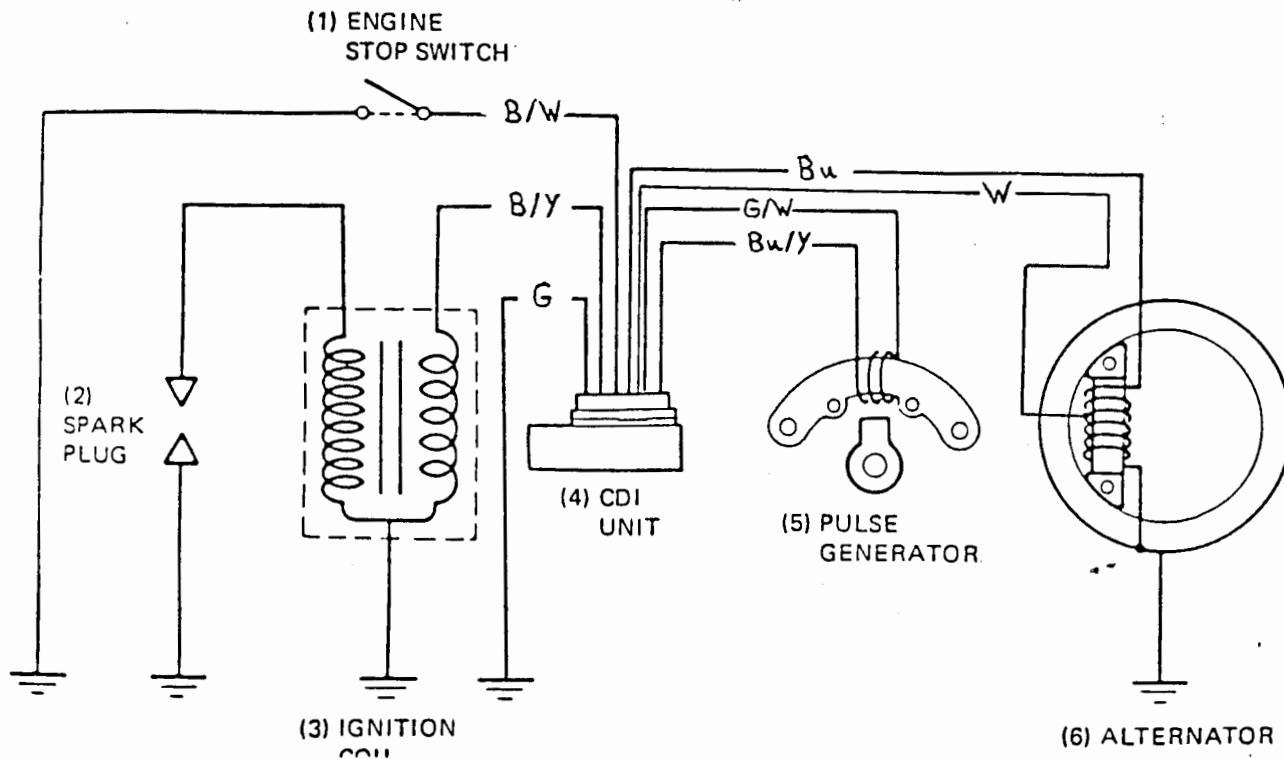 (1) ENGINE
STOP SWITCH
B/W
Bu
W
B/Y
G/W
Bu/Y
G
(2)
SPARK
PLUG
(4) CDI
UNIT
(5) PULSE
GENERATOR
(3) IGNITION
(6) ALTERNATOR